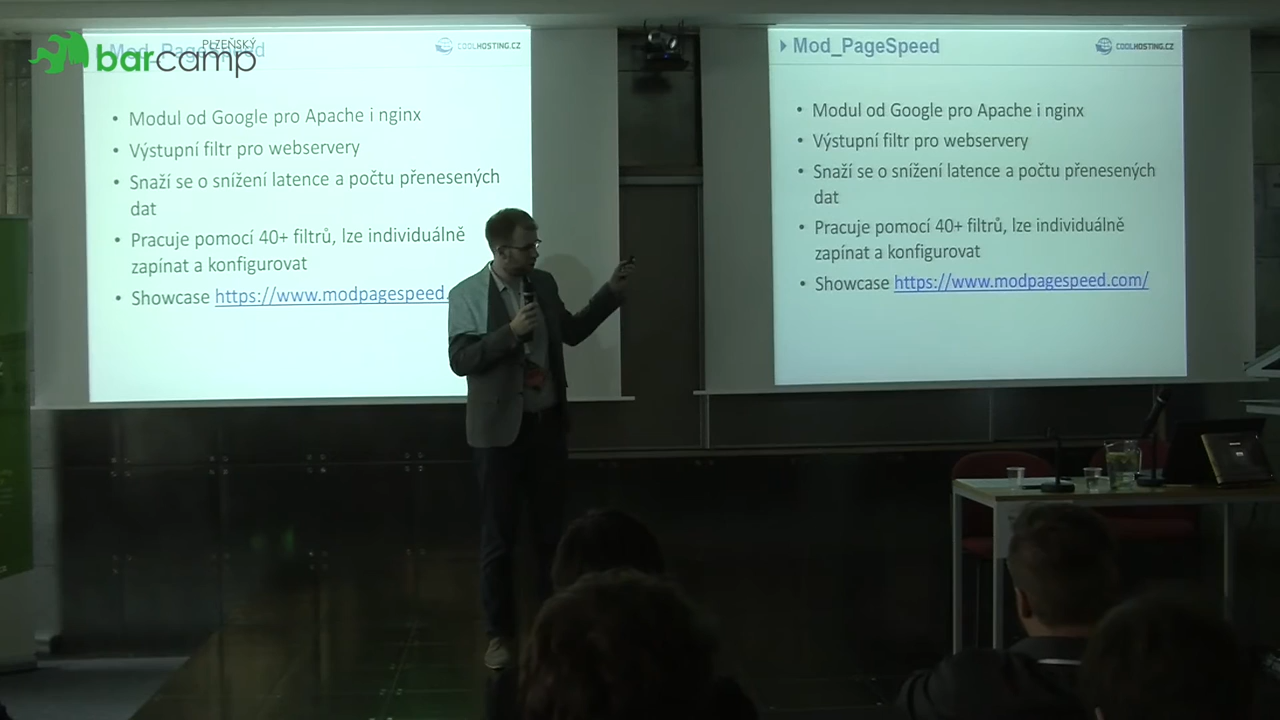 PLZEŇSKÝ
barcamp
Mod_PageSpeed
COOLHOSTING.CZ
• Modul od Google pro Apache i nginx
• Výstupní filtr pro webservery
• Snaží se o snížení latence a počtu přenesených
dat
• Pracuje pomocí 40+ filtrů, lze individuálně
zapínat a konfigurovat
• Showcase https://www.modpagespeed.
Mod_PageSpeed
COOLHOSTING.CZ
• Modul od Google pro Apache i nginx
• Výstupní filtr pro webservery
• Snaží se o snížení latence a počtu přenesených
dat
• Pracuje pomocí 40+ filtrů, lze individuálně
zapínat a konfigurovat
• Showcase https://www.modpagespeed.com/